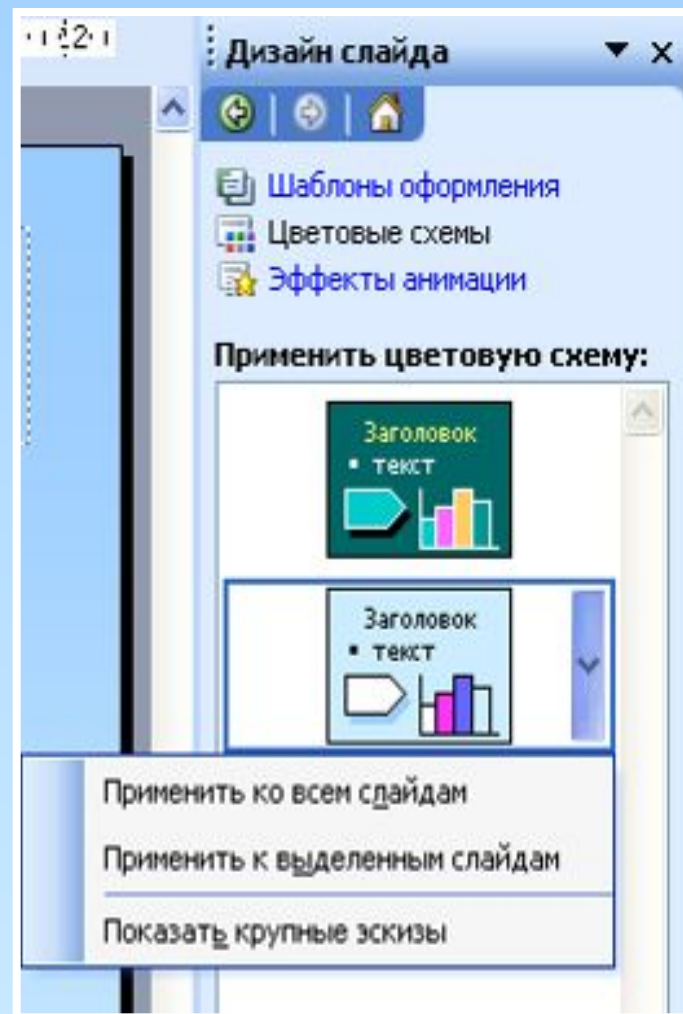 2
Дизайн слайда
Шаблоны оформления
Цветовые схемы
Эффекты анимации
Применить цветовую схему:
Заголовок
▪ текст
Заголовок
▪ текст
Применить ко всем слайдам
Применить к выделенным слайдам
Показать крупные эскизы